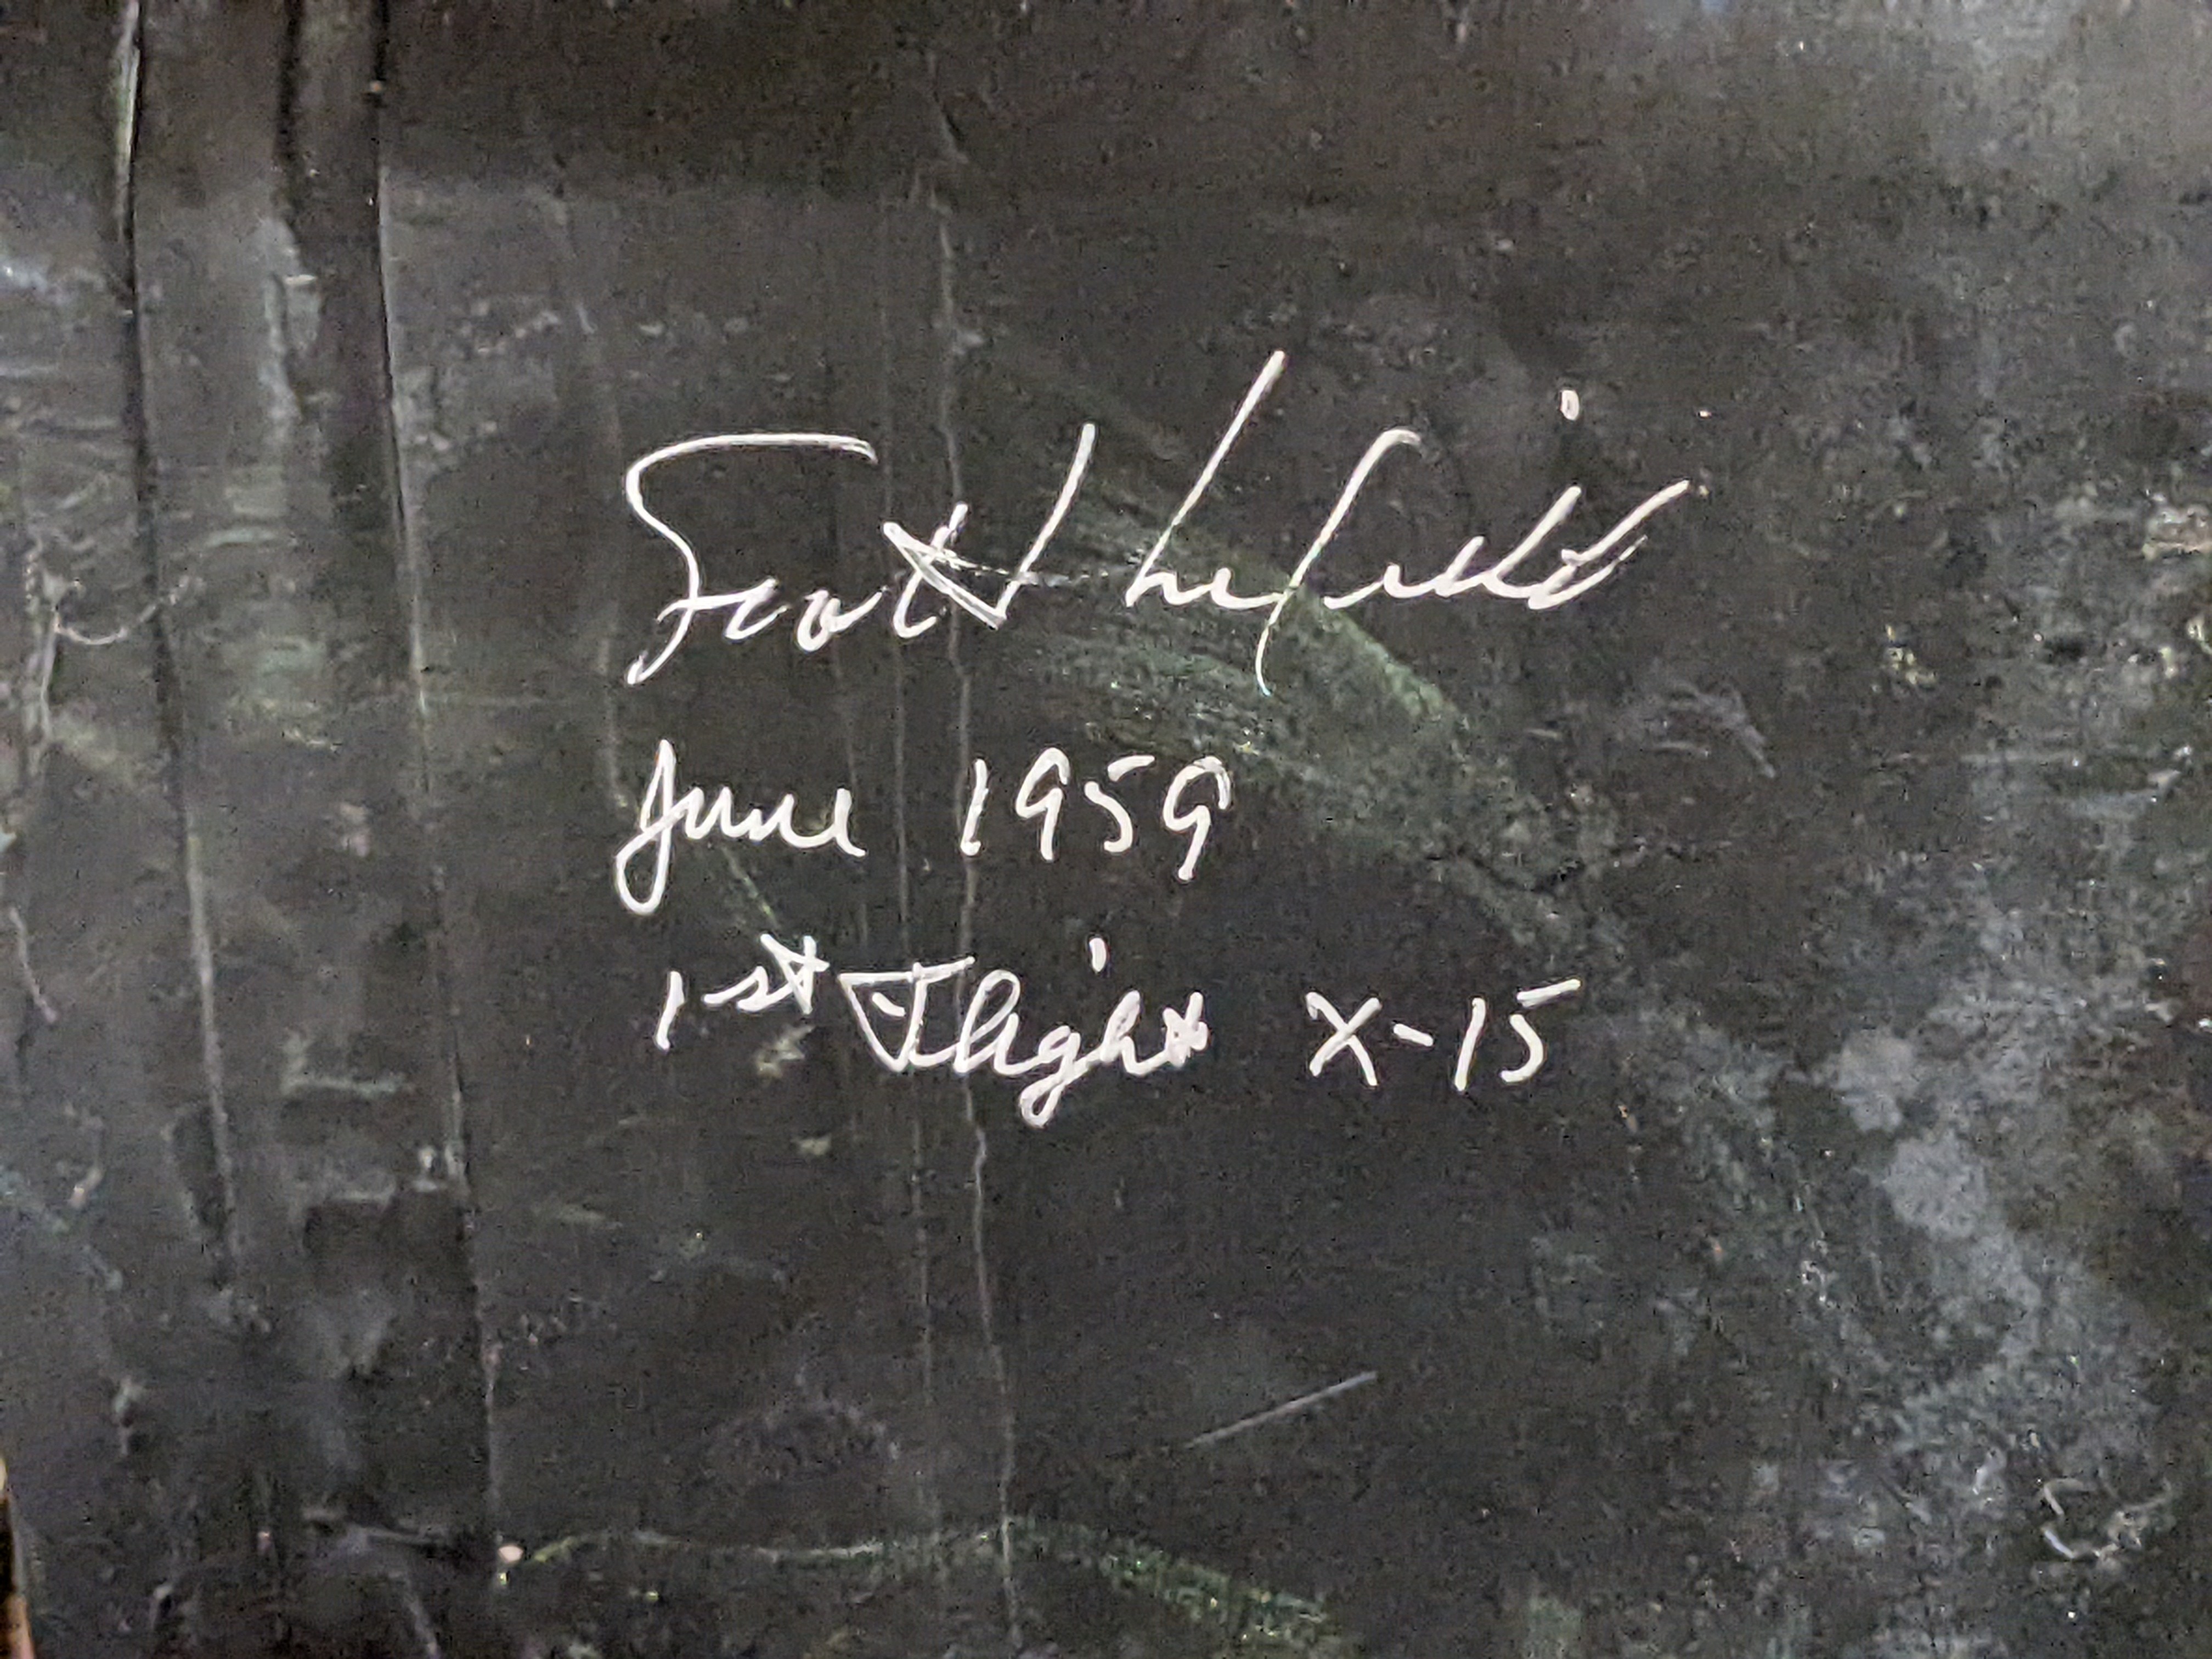 Scott Crossfield
June 1959
1st Flight X-15